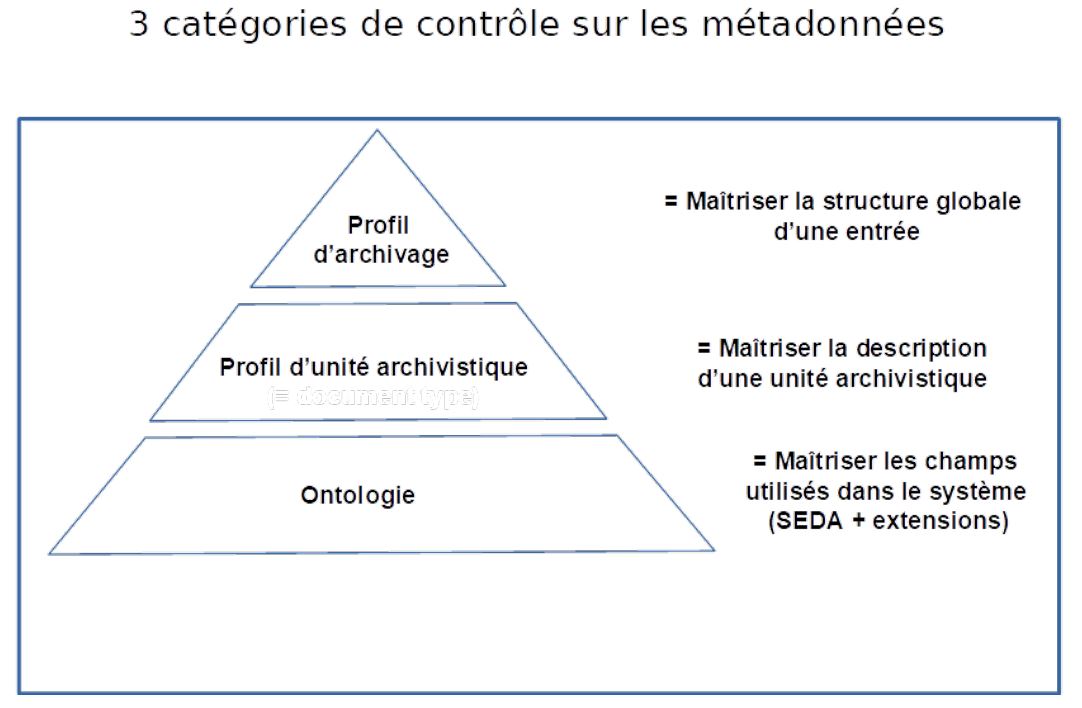 3 catégories de contrôle sur les métadonnées
Profil
d'archivage
= Maîtriser la structure globale
d'une entrée
Profil d'unité archivistique
(= document type)
= Maîtriser la description
d'une unité archivistique
Ontologie
= Maîtriser les champs
utilisés dans le système
(SEDA + extensions)